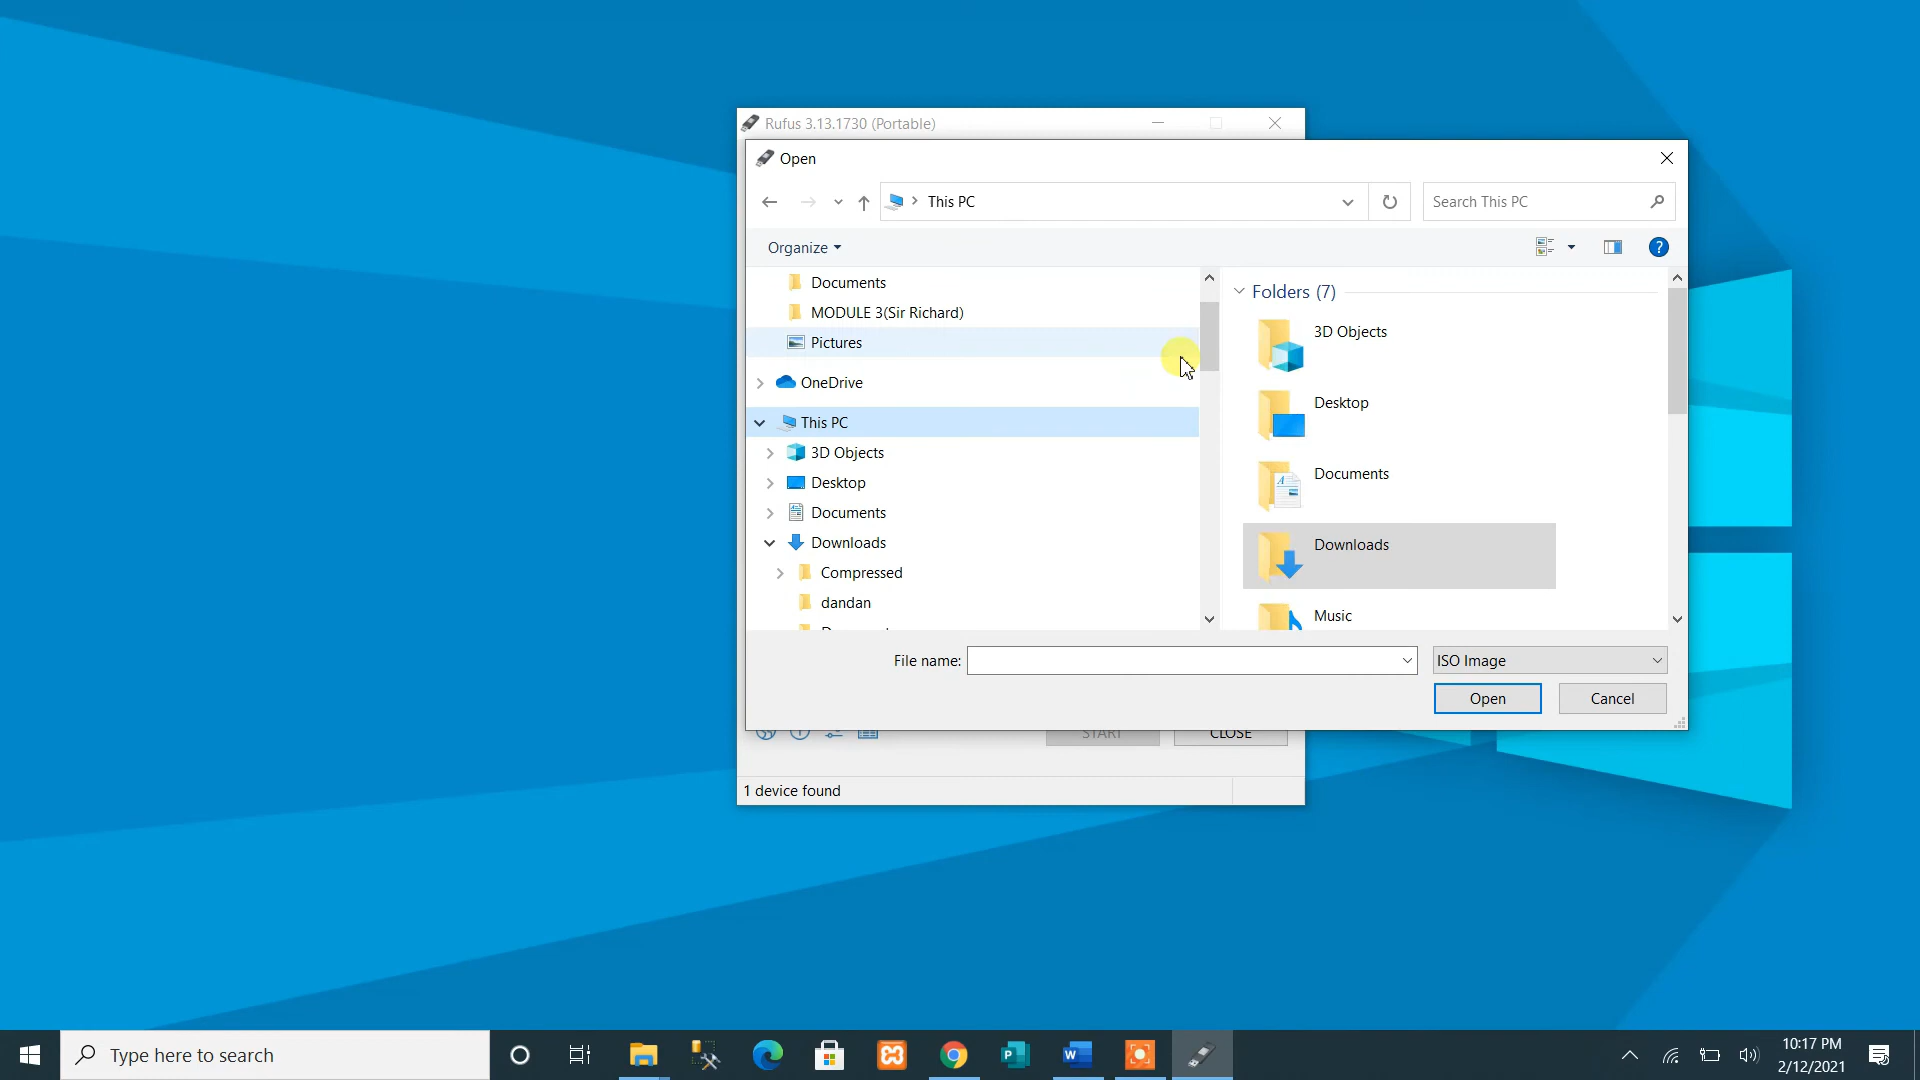 Rufus 3.13.1730 (Portable)
Open
This PC
Search This PC
Organize
?
Documents
MODULE 3(Sir Richard)
Pictures
OneDrive
This PC
3D Objects
Desktop
Documents
Downloads
Compressed
dandan
Folders (7)
3D Objects
Desktop
Documents
Downloads
Music
File name:
ISO Image
Open
Cancel
START
CLOSE
1 device found
Type here to search
10:17 PM
2/12/2021